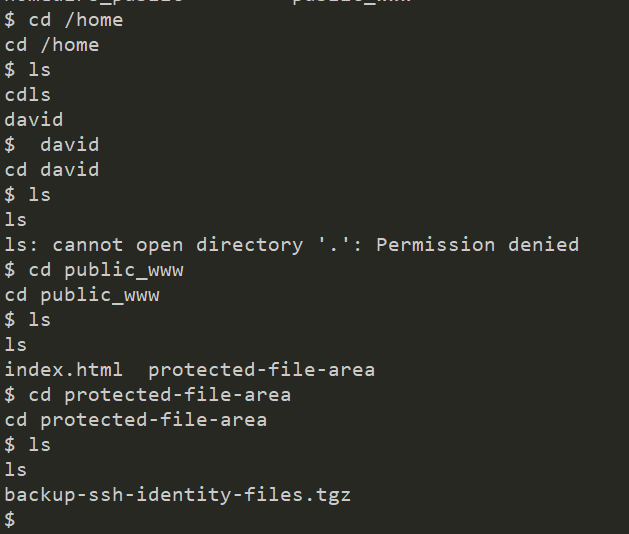 $ cd /home
cd /home
$ ls
cdls
david
$  david
cd david
$ ls
ls
ls: cannot open directory '.': Permission denied
$ cd public_www
cd public_www
$ ls
ls
index.html  protected-file-area
$ cd protected-file-area
cd protected-file-area
$ ls
ls
backup-ssh-identity-files.tgz
$